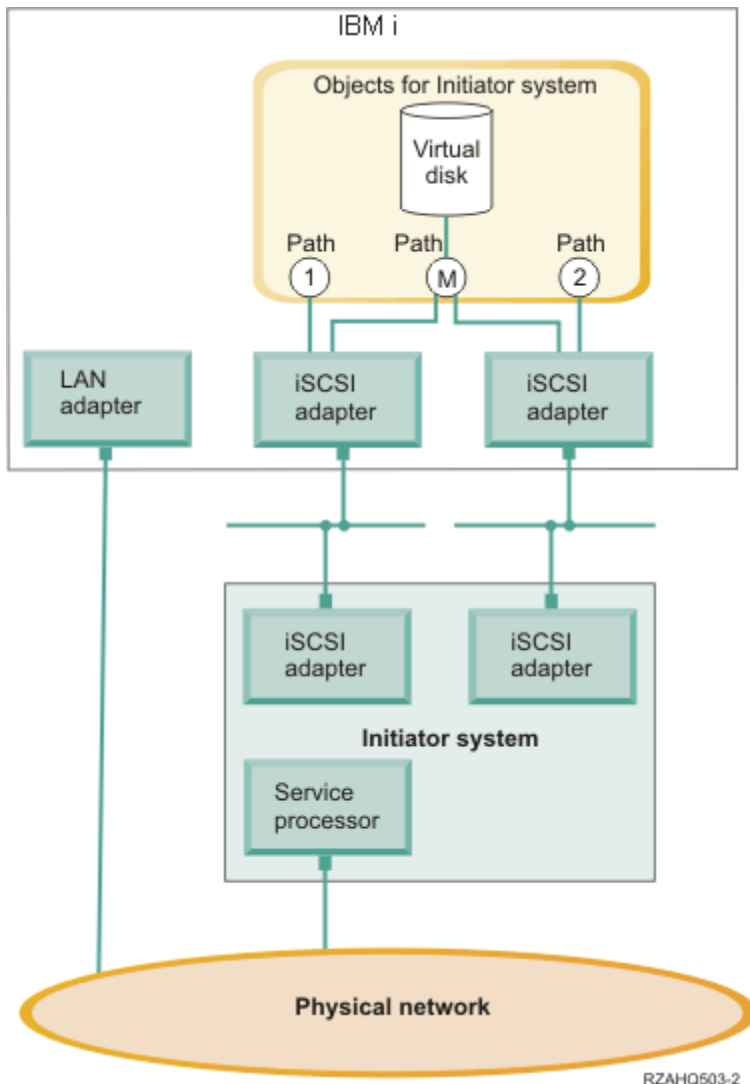 IBM i
Objects for Initiator system
Virtual
disk
Path
Path
Path
1
M
2
LAN
adapter
iSCSI
adapter
iSCSI
adapter
iSCSI
adapter
iSCSI
adapter
Initiator system
Service
processor
Physical network
RZAHQ503-2